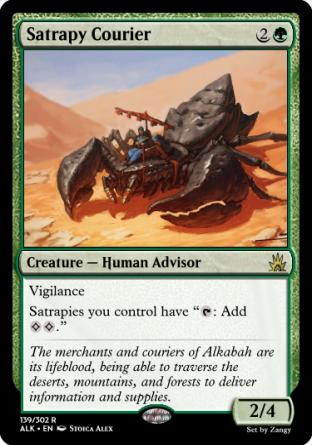 Satrapy Courier 2
Creature — Human Advisor
Vigilance
Satrapies you control have “: Add
.”
The merchants and couriers of Alkabah are
its lifeblood, being able to traverse the
deserts, mountains, and forests to deliver
information and supplies.
2/4
139/302 R
ALK • EN Stoica Alex
Set by Zangy